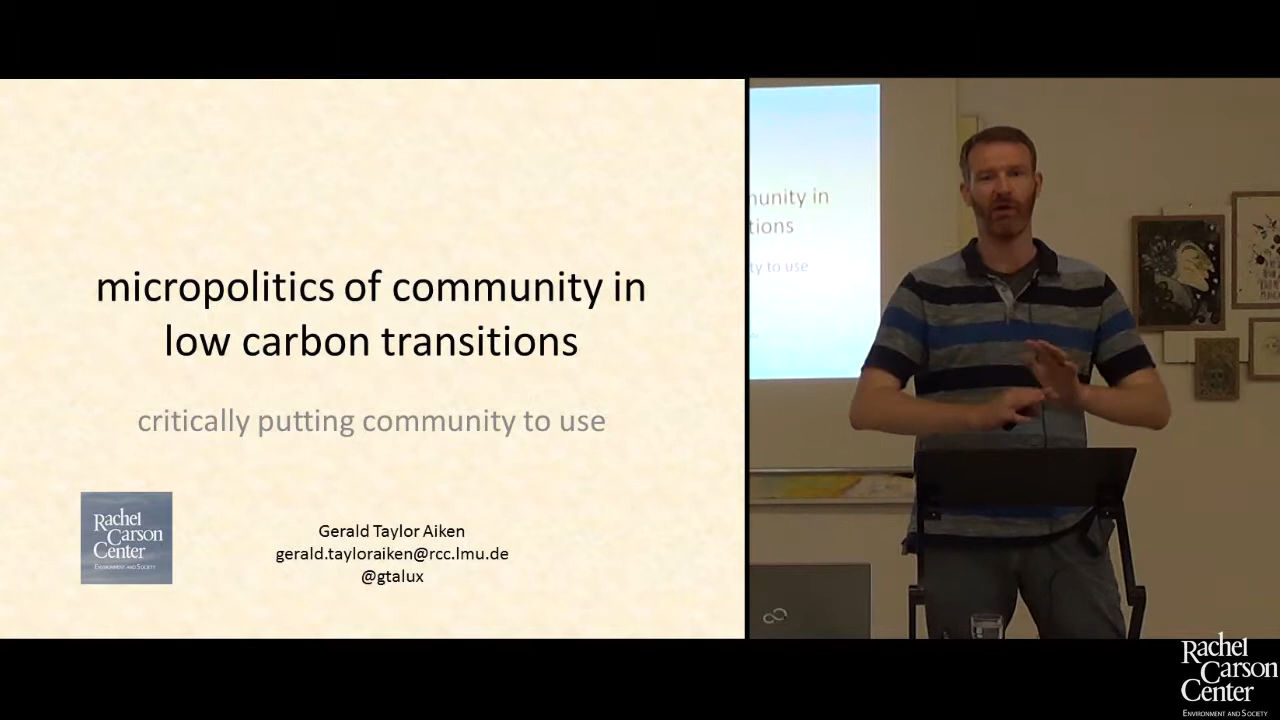 micropolitics of community in
low carbon transitions
critically putting community to use
Rachel
Carson
Center
ENVIRONMENT AND SOCIETY
Gerald Taylor Aiken
gerald.tayloraiken@rcc.lmu.de
@gtalux
unity in
tions
ty to use
Rachel
Carson
Center
ENVIRONMENT AND SOCIETY